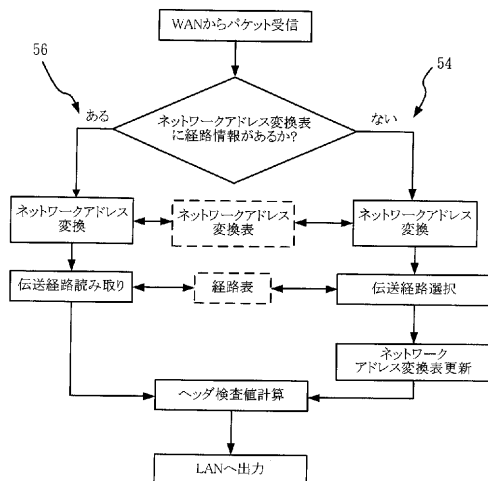 WANからパケット受信
56
54
ある
ネットワークアドレス変換表
に経路情報があるか?
ない
ネットワークアドレス
変換
ネットワークアドレス
変換表
ネットワークアドレス
変換
伝送経路読み取り
経路表
伝送経路選択
ネットワーク
アドレス変換表更新
ヘッダ検査値計算
LANへ出力